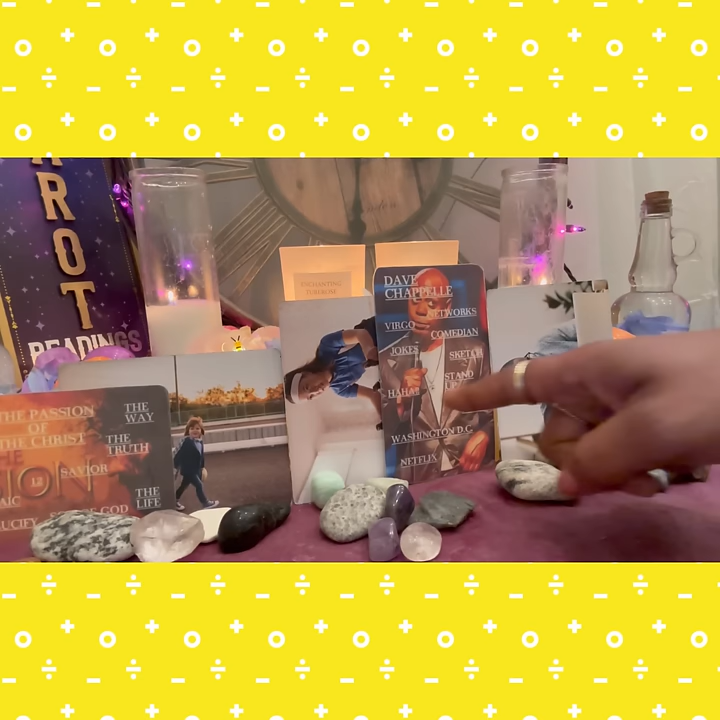 AROT
READINGS
ENCHANTING
TUBEROSE
DAVE
CHAPPELLE
NETWORKS
VIRGO
COMEDIAN
JOKES
SKETCH
STAND
HAHA
WASHINGTON D.C
NETFLIX
THE PASSION
OF
THE CHRIST
THE
WAY
THE
TRUTH
SAVIOR
THE
LIFE